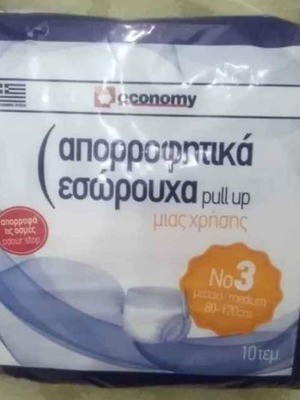 economy
απορροφητικά
εσώρουχα pull up
μιας χρήσης
απορροφά
τις οσμές
odour stop
No3
μεσαίο/medium
80-120cm
10τεμ